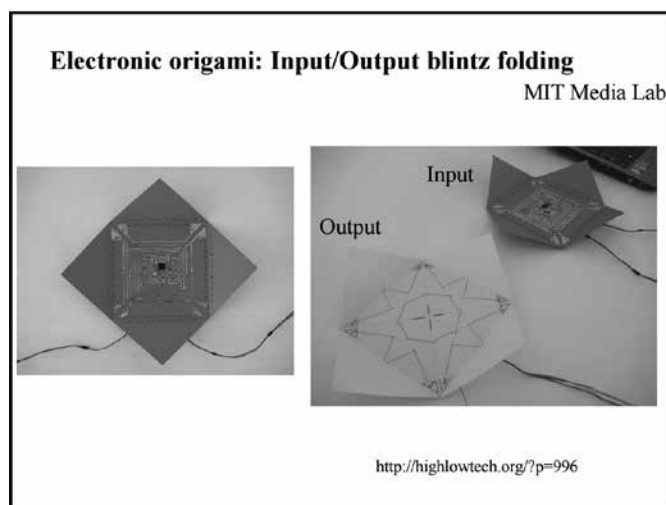 Electronic origami: Input/Output blintz folding
MIT Media Lab
Input
Output
http://highlowtech.org/?p=996